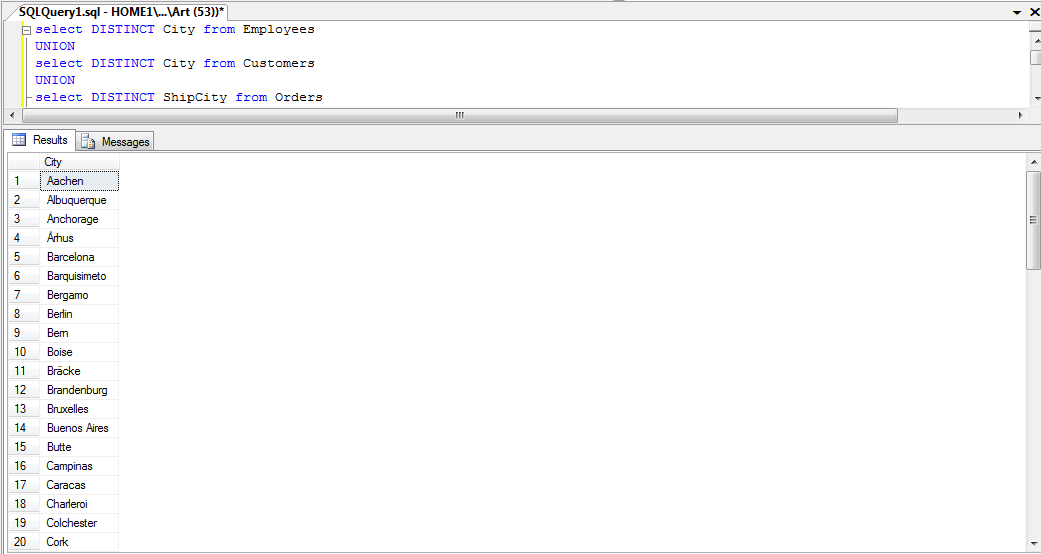 SQLQuery1.sql - HOME1\...\Art (53))*
select DISTINCT City from Employees
UNION
select DISTINCT City from Customers
UNION
select DISTINCT ShipCity from Orders
Results Messages
City
1 Aachen
2 Albuquerque
3 Anchorage
4 Århus
5 Barcelona
6 Barquisimeto
7 Bergamo
8 Berlin
9 Bern
10 Boise
11 Bräcke
12 Brandenburg
13 Bruxelles
14 Buenos Aires
15 Butte
16 Campinas
17 Caracas
18 Charleroi
19 Colchester
20 Cork